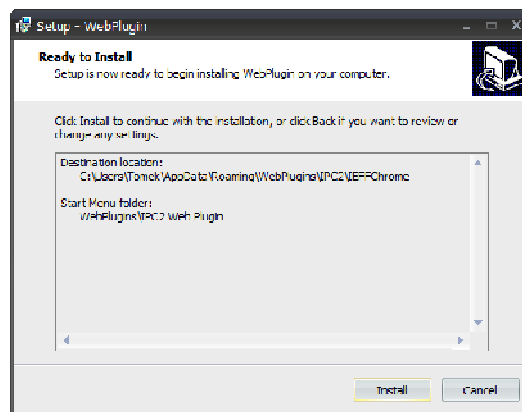 Setup - WebPlugin
Ready to Install
Setup is now ready to begin installing WebPlugin on your computer.
Click Install to continue with the installation, or click Back if you want to review or
change any settings.
Destination location:
C:\Users\Tomek\AppData\Roaming\WebPlugins\IPC2\IEFFChrome
Start Menu folder:
WebPlugins\IPC2 Web Plugin
Install
Cancel